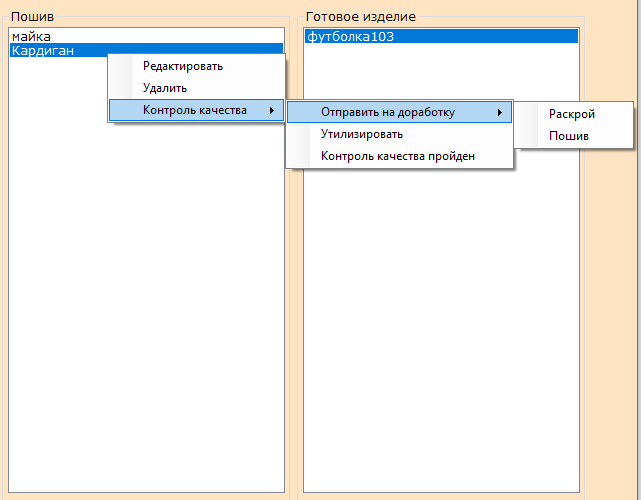 Пошив
майка
Кардиган
Редактировать
Удалить
Контроль качества
Отправить на доработку
Утилизировать
Контроль качества пройден
Раскрой
Пошив
Готовое изделие
футболка103